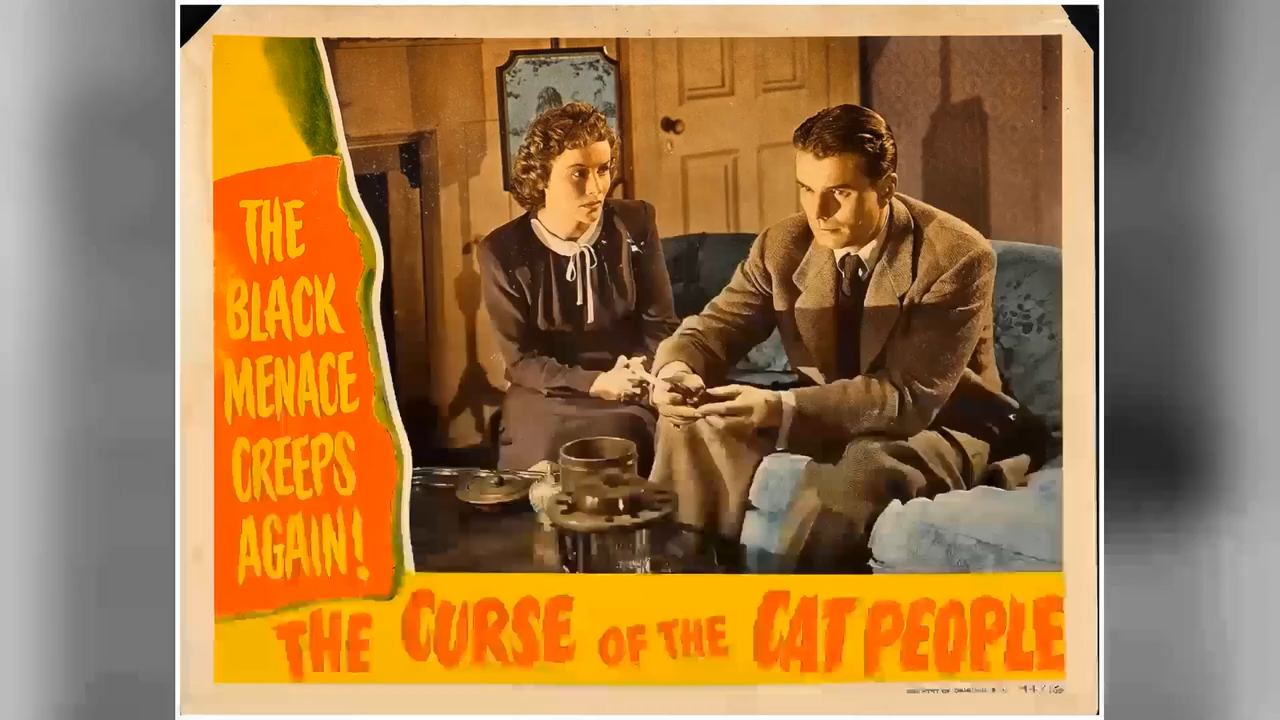 THE
BLACK
MENACE
CREEPS
AGAIN!
THE CURSE OF THE CAT PEOPLE